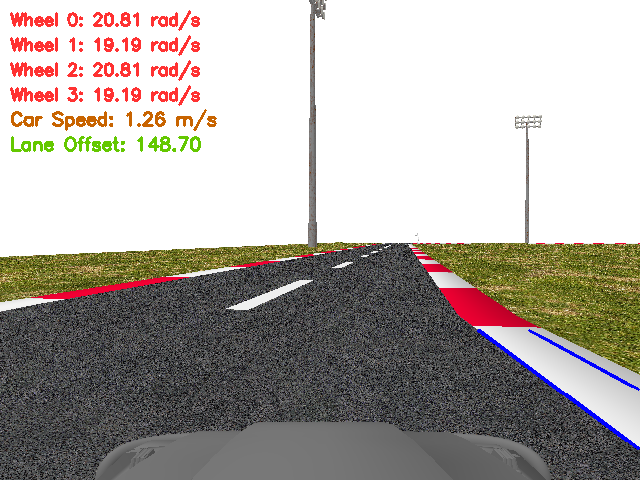 Wheel 0: 20.81 rad/s
Wheel 1: 19.19 rad/s
Wheel 2: 20.81 rad/s
Wheel 3: 19.19 rad/s
Car Speed: 1.26 m/s
Lane Offset: 148.70